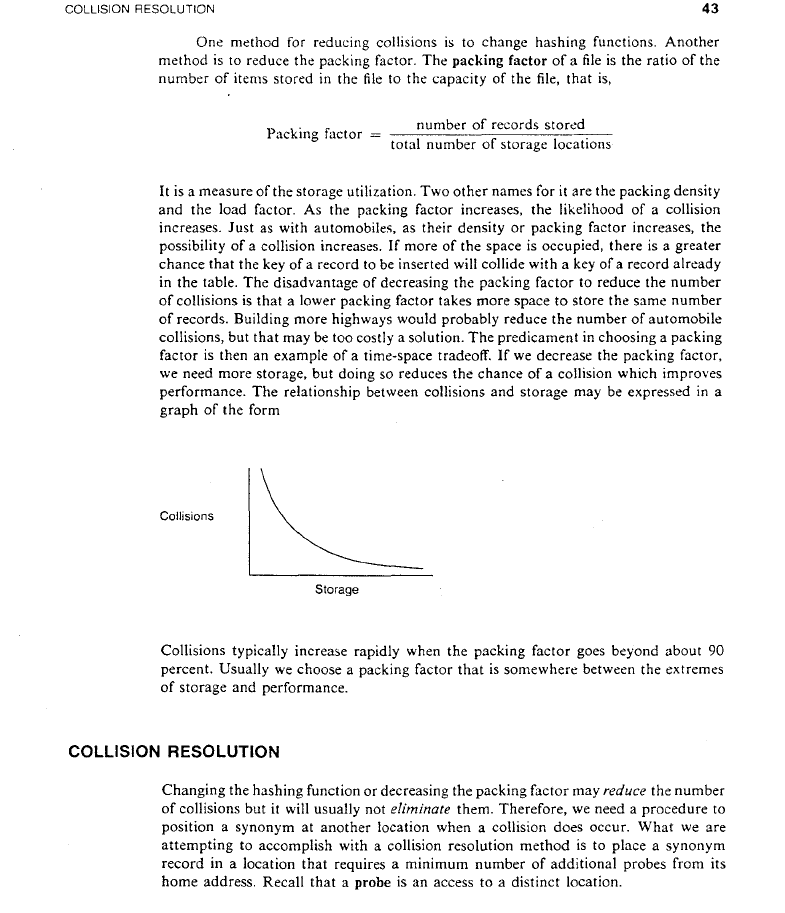 COLLISION RESOLUTION 43
One method for reducing collisions is to change hashing functions. Another
method is to reduce the packing factor. The packing factor of a file is the ratio of the
number of items stored in the file to the capacity of the file, that is,
Packing factor = number of records stored
total number of storage locations
It is a measure of the storage utilization. Two other names for it are the packing density
and the load factor. As the packing factor increases, the likelihood of a collision
increases. Just as with automobiles, as their density or packing factor increases, the
possibility of a collision increases. If more of the space is occupied, there is a greater
chance that the key of a record to be inserted will collide with a key of a record already
in the table. The disadvantage of decreasing the packing factor to reduce the number
of collisions is that a lower packing factor takes more space to store the same number
of records. Building more highways would probably reduce the number of automobile
collisions, but that may be too costly a solution. The predicament in choosing a packing
factor is then an example of a time-space tradeoff. If we decrease the packing factor,
we need more storage, but doing so reduces the chance of a collision which improves
performance. The relationship between collisions and storage may be expressed in a
graph of the form
Collisions
Storage
Collisions typically increase rapidly when the packing factor goes beyond about 90
percent. Usually we choose a packing factor that is somewhere between the extremes
of storage and performance.
COLLISION RESOLUTION
Changing the hashing function or decreasing the packing factor may reduce the number
of collisions but it will usually not eliminate them. Therefore, we need a procedure to
position a synonym at another location when a collision does occur. What we are
attempting to accomplish with a collision resolution method is to place a synonym
record in a location that requires a minimum number of additional probes from its
home address. Recall that a probe is an access to a distinct location.